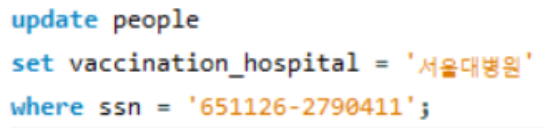 update people
set vaccination_hospital = '서울대병원'
where ssn = '651126-2790411';